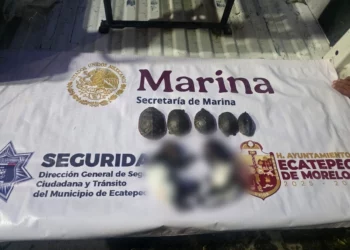 Marina
Secretaría de Marina
SEGURIDA
Dirección General de Seg
Ciudadana y Tránsito
del Municipio de Ecatepec
H. AYUNTAMIENTO
ECATEPEC
DE MORELO